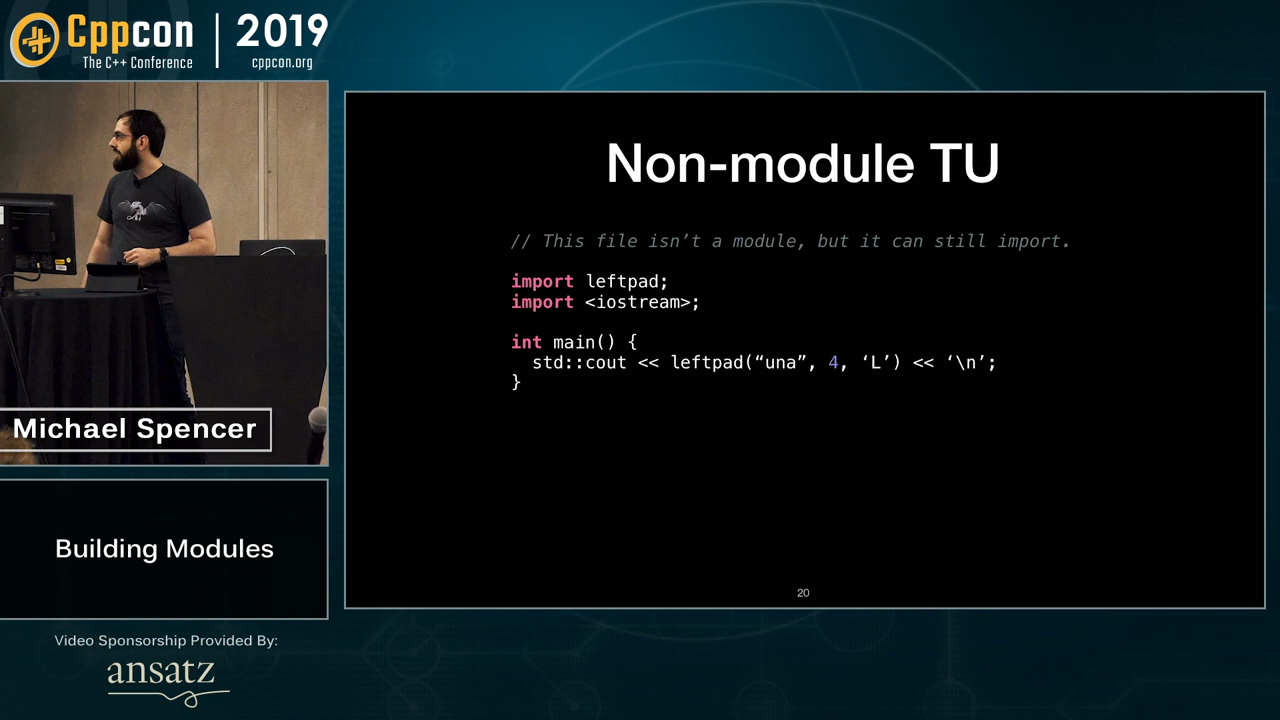 Cppcon
The C++ Conference
2019
cppcon.org
Michael Spencer
Building Modules
Video Sponsorship Provided By:
ansatz
Non-module TU
// This file isn’t a module, but it can still import.
import leftpad;
import <iostream>;
int main() {
  std::cout << leftpad(“una”, 4, ‘L’) << ‘\n’;
}
20